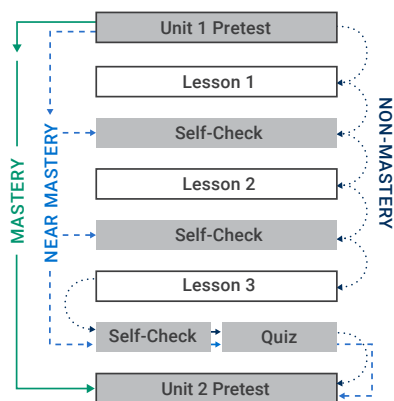 Unit 1 Pretest
Lesson 1
Self-Check
Lesson 2
Self-Check
Lesson 3
Self-Check
Quiz
Unit 2 Pretest
MASTERY
NEAR MASTERY
NON-MASTERY